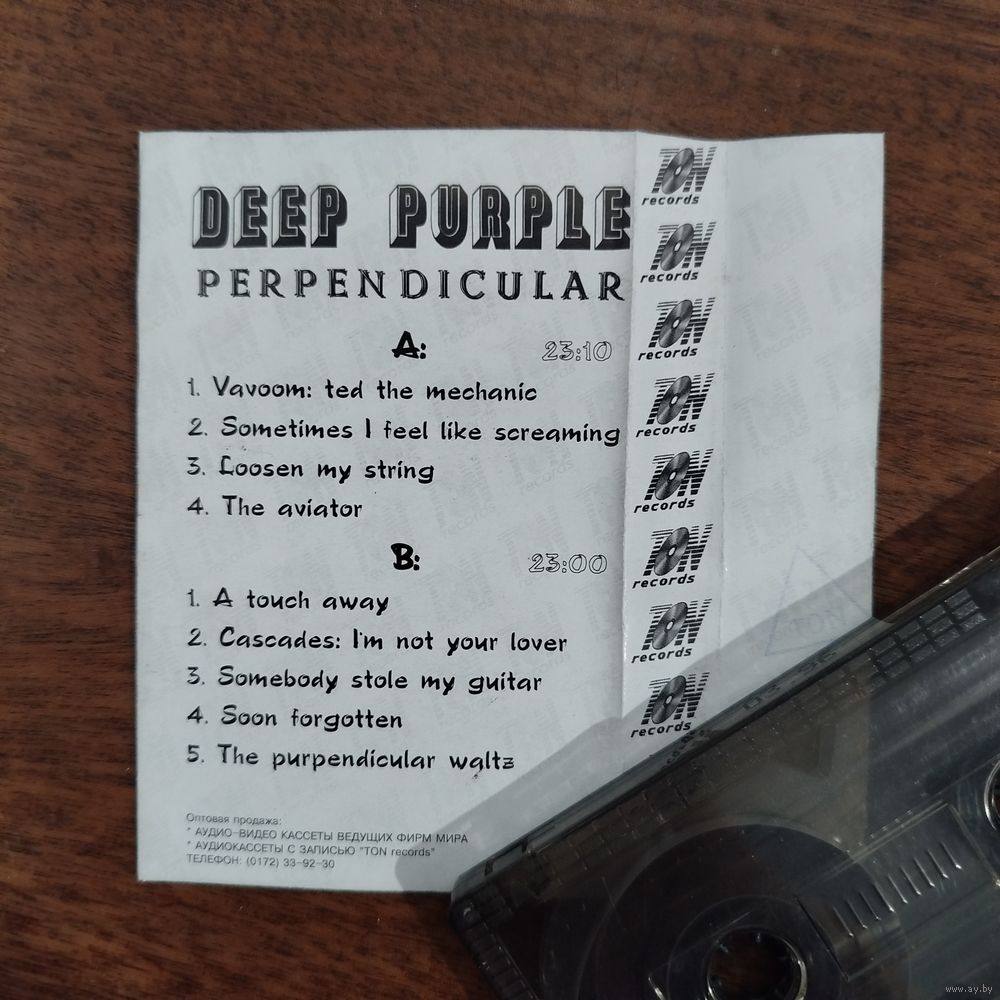 DEEP PURPLE
PERPENDICULAR
A: 23:10
1. Vavoom: ted the mechanic
2. Sometimes I feel like screaming
3. Loosen my string
4. The aviator
B: 23:00
1. A touch away
2. Cascades: I'm not your lover
3. Somebody stole my guitar
4. Soon forgotten
5. The purpendicular waltz
Оптовая продажа:
* АУДИО-ВИДЕО КАССЕТЫ ВЕДУЩИХ ФИРМ МИРА
* АУДИОКАССЕТЫ С ЗАПИСЬЮ "TON records"
ТЕЛЕФОН: (0172) 33-92-30
TON
records
TON
records
TON
records
TON
records
TON
records
TON
records
TON
records
TON
records
www.ay.by